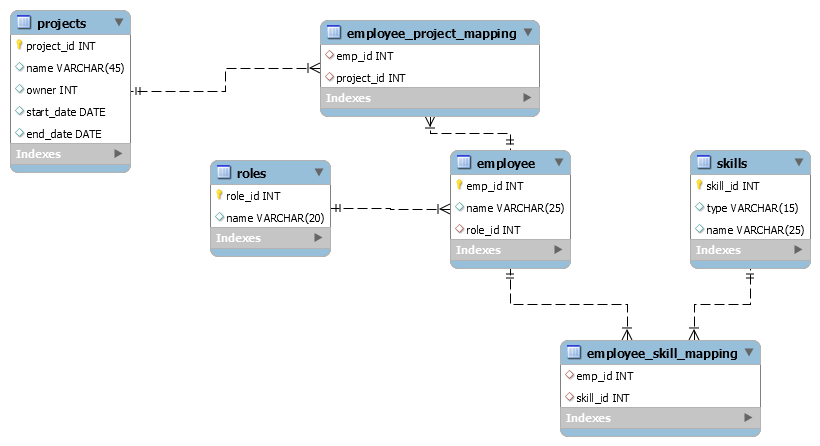 projects
project_id INT
name VARCHAR(45)
owner INT
start_date DATE
end_date DATE
Indexes
employee_project_mapping
emp_id INT
project_id INT
Indexes
roles
role_id INT
name VARCHAR(20)
Indexes
employee
emp_id INT
name VARCHAR(25)
role_id INT
Indexes
skills
skill_id INT
type VARCHAR(15)
name VARCHAR(25)
Indexes
employee_skill_mapping
emp_id INT
skill_id INT
Indexes